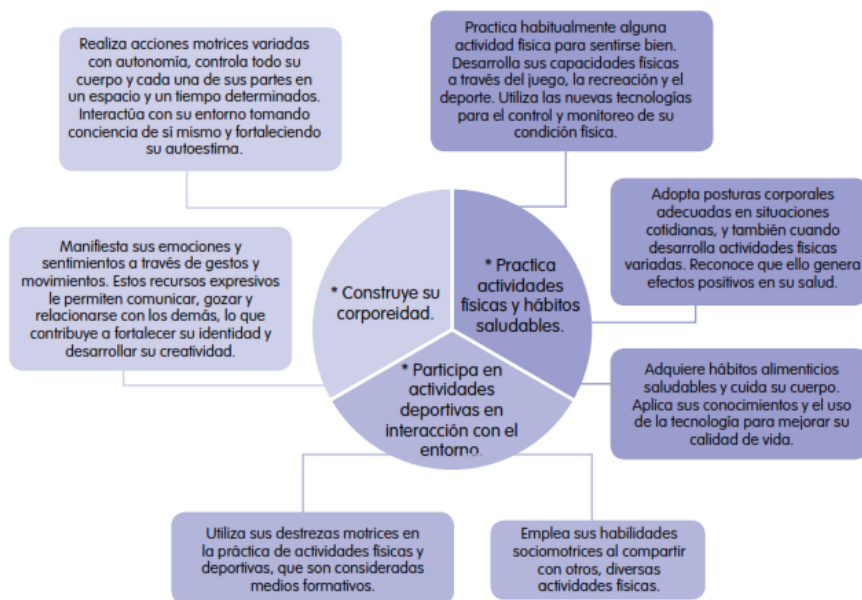 Realiza acciones motrices variadas
con autonomía, controla todo su
cuerpo y cada una de sus partes en
un espacio y un tiempo determinados.
Interactúa con su entorno tomando
conciencia de sí mismo y fortaleciendo
su autoestima.
Practica habitualmente alguna
actividad física para sentirse bien.
Desarrolla sus capacidades físicas
a través del juego, la recreación y el
deporte. Utiliza las nuevas tecnologías
para el control y monitoreo de su
condición física.
Manifiesta sus emociones y
sentimientos a través de gestos y
movimientos. Estos recursos expresivos
le permiten comunicar, gozar y
relacionarse con los demás, lo que
contribuye a fortalecer su identidad y
desarrollar su creatividad.
* Construye su
corporeidad.
* Practica
actividades
físicas y hábitos
saludables.
Adopta posturas corporales
adecuadas en situaciones
cotidianas, y también cuando
desarrolla actividades físicas
variadas. Reconoce que ello genera
efectos positivos en su salud.
* Participa en
actividades
deportivas en
interacción con el
entorno.
Adquiere hábitos alimenticios
saludables y cuida su cuerpo.
Aplica sus conocimientos y el uso
de la tecnología para mejorar su
calidad de vida.
Utiliza sus destrezas motrices en
la práctica de actividades físicas y
deportivas, que son consideradas
medios formativos.
Emplea sus habilidades
sociomotrices al compartir
con otros, diversas
actividades físicas.